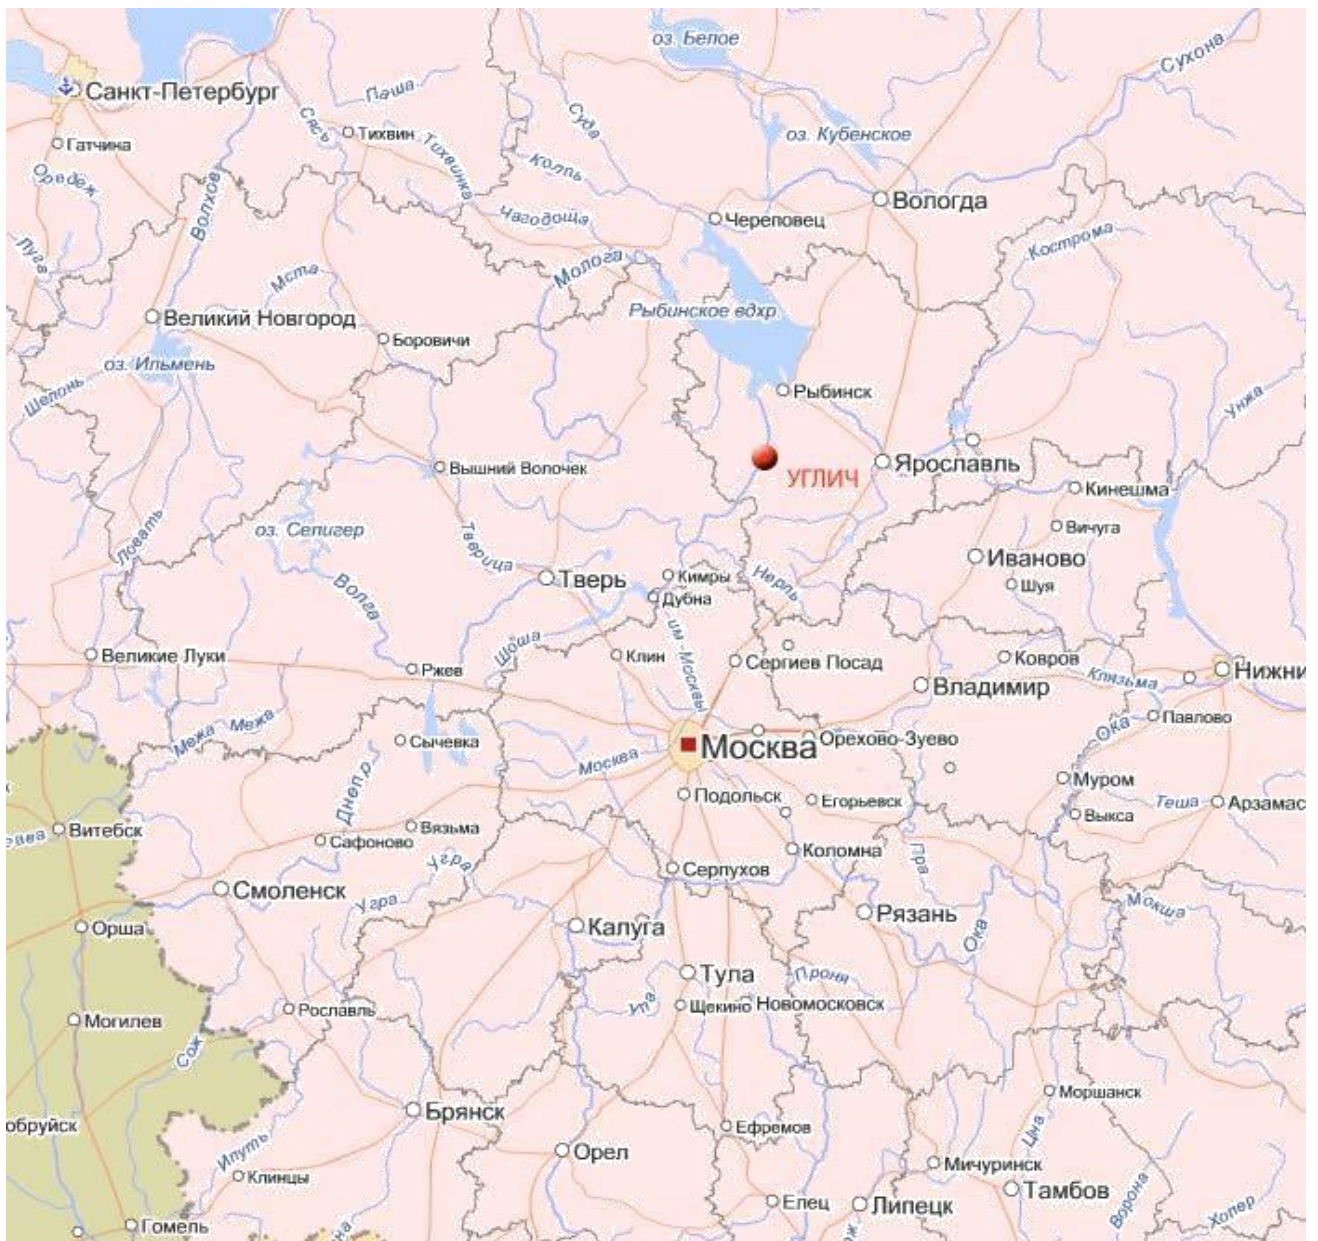 оз. Белое
Сухона
Санкт-Петербург
Паша
Сясь
Суда
Тихвин
оз. Кубенское
Гатчина
Тихвинка
Колпь
Оредеж
Волхов
Чагодоща
Череповец
Вологда
Луга
Кострома
Молога
Мста
Рыбинское вдхр.
Великий Новгород
Боровичи
оз. Ильмень
Шелонь
Рыбинск
Унжа
Вышний Волочек
УГЛИЧ
Ярославль
Кинешма
Вичуга
Ловать
оз. Селигер
Тверица
Иваново
Тверь
Кимры
Нерль
Шуя
Волга
Дубна
им. Москвы
Шоша
Великие Луки
Ржев
Клин
Сергиев Посад
Ковров
Клязьма
Нижни
Владимир
Межа
Межа
Павлово
Ока
Сычевка
Москва
Москва
Орехово-Зуево
Днепр
Муром
Подольск
Егорьевск
Теша
Арзамас
Выкса
Витебск
Вязьма
Сафоново
Угра
Пра
Коломна
Серпухов
Смоленск
Угра
Мокша
Рязань
Орша
Калуга
Ока
Тула
Проня
Упа
Щекино
Новомосковск
Рославль
Могилев
Сож
Моршанск
Брянск
обруйск
Ефремов
Цна
Ипуть
Орел
Мичуринск
Клинцы
Тамбов
Елец
Липецк
Ворона
Хопер
Гомель